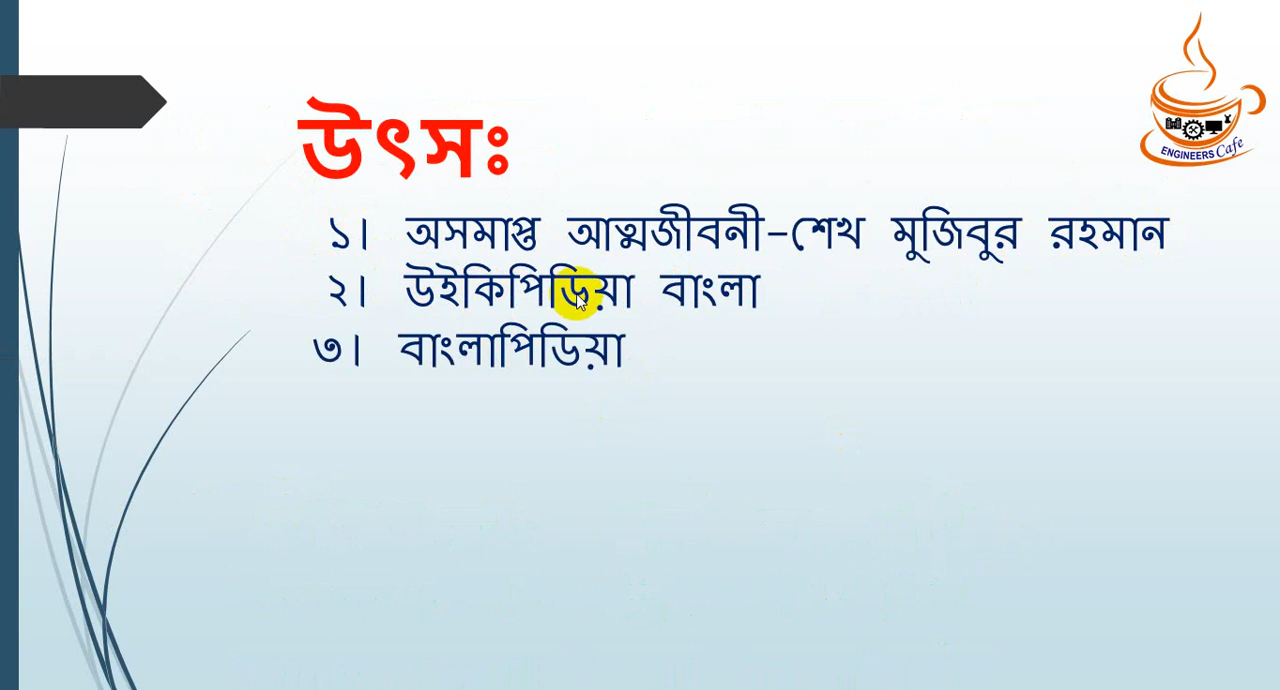 উৎসঃ
১। অসমাপ্ত আত্মজীবনী-শেখ মুজিবুর রহমান
২। উইকিপিডিয়া বাংলা
৩। বাংলাপিডিয়া
ENGINEERS Cafe